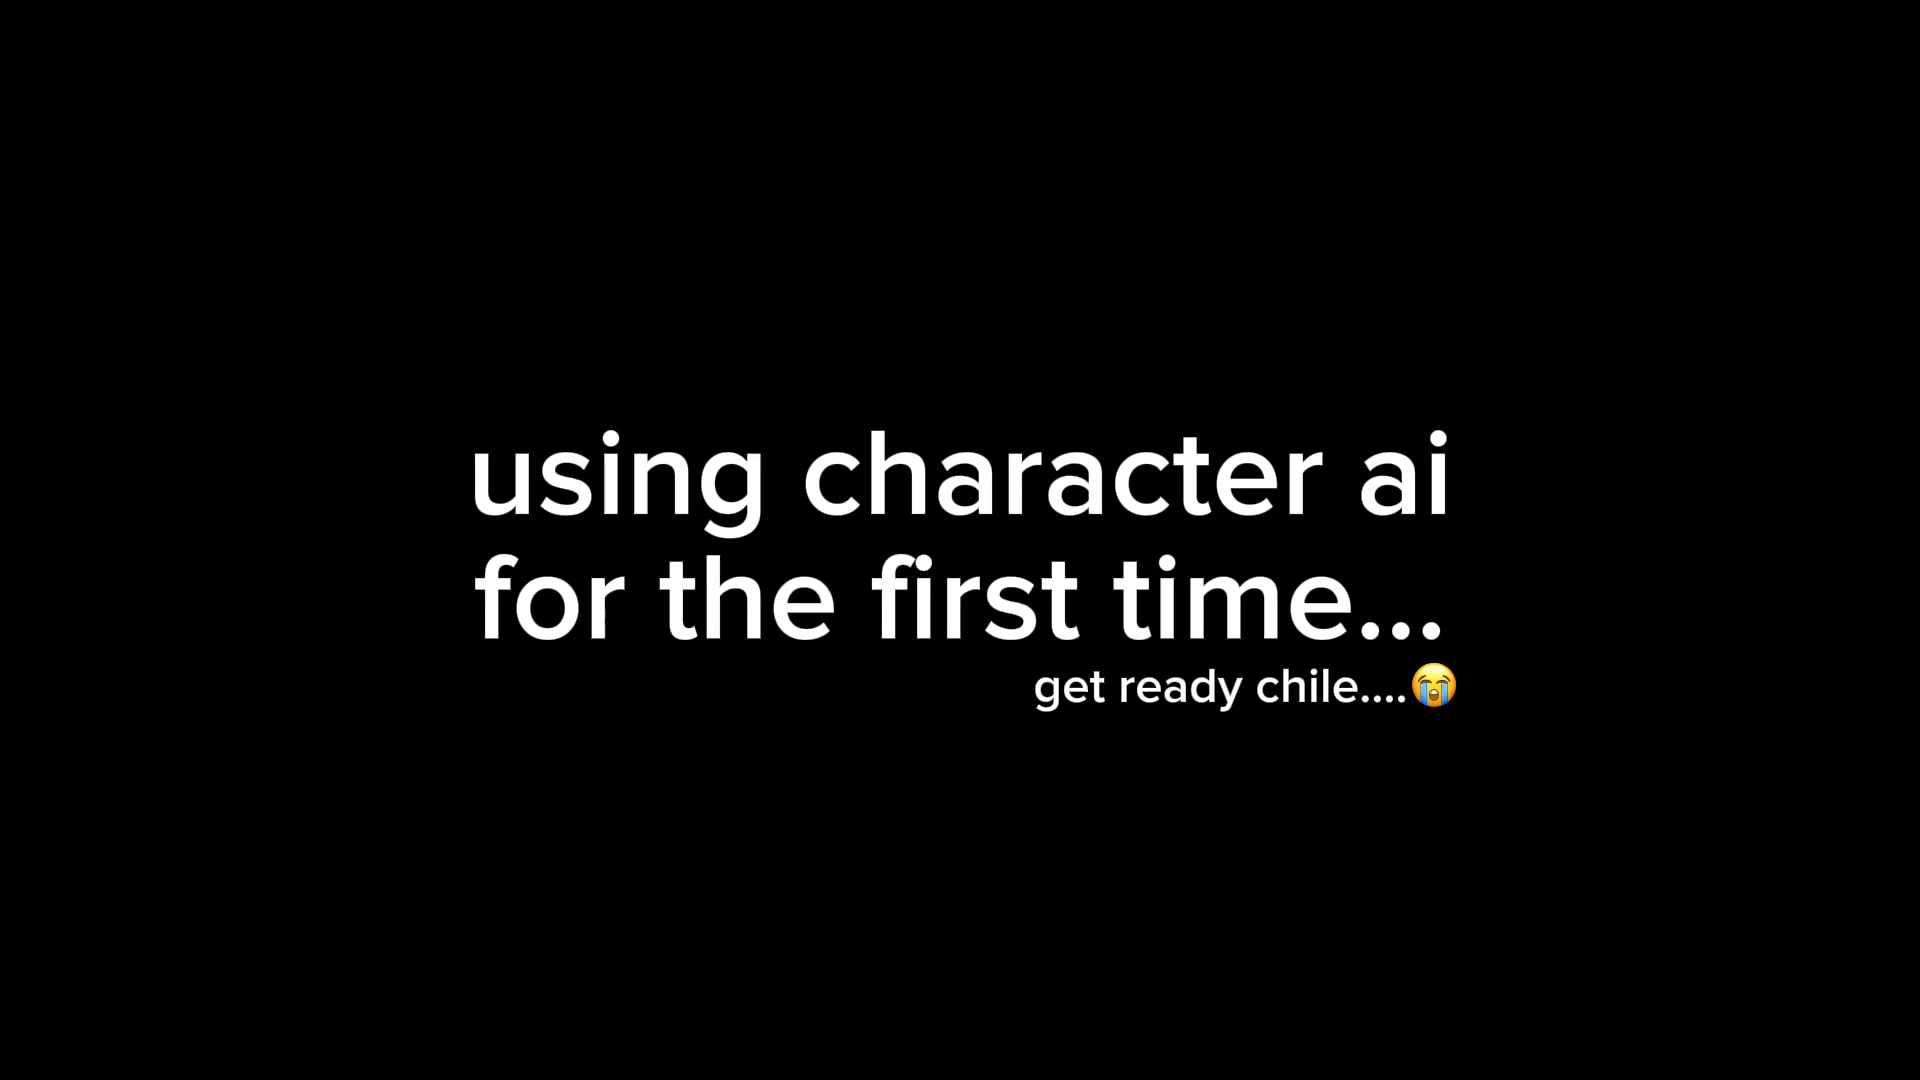 using character ai
for the first time...
get ready chile....😭